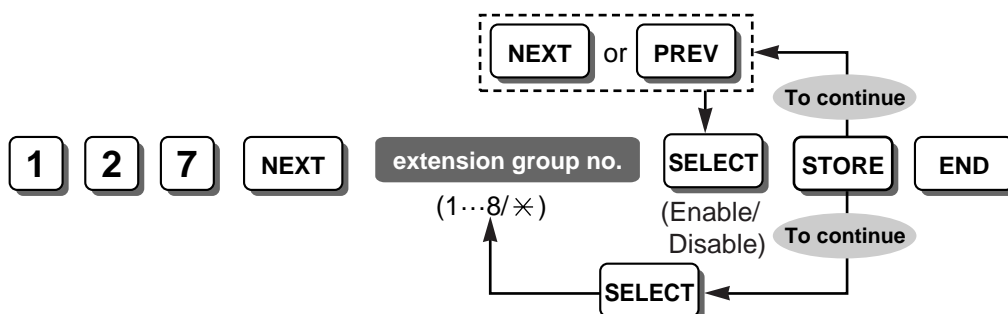 NEXT or PREV
To continue
1 2 7 NEXT extension group no. SELECT STORE END
(1···8/✳)
(Enable/
Disable)
To continue
SELECT